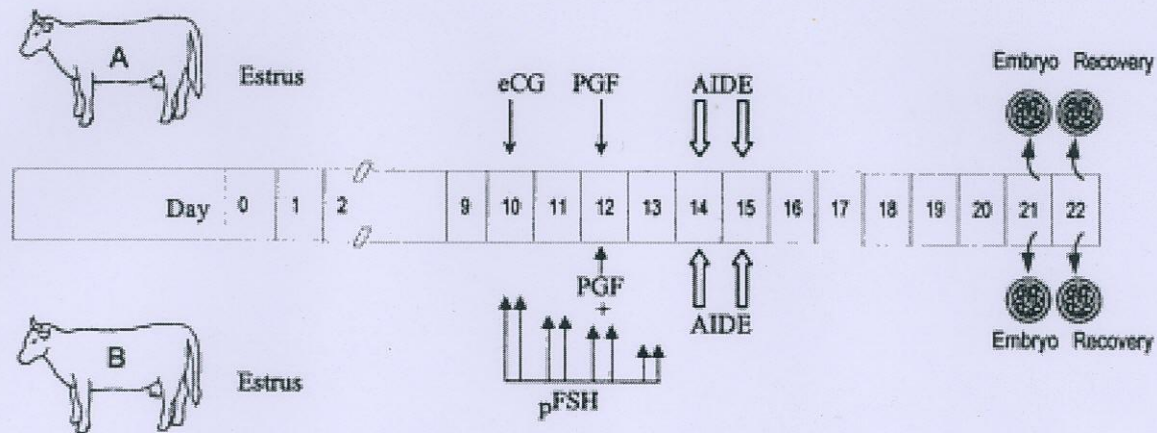 A
Estrus
eCG PGF AIDE
Embryo Recovery
Day 0 1 2 9 10 11 12 13 14 15 16 17 18 19 20 21 22
PGF
+
AIDE
Embryo Recovery
B
Estrus
pFSH